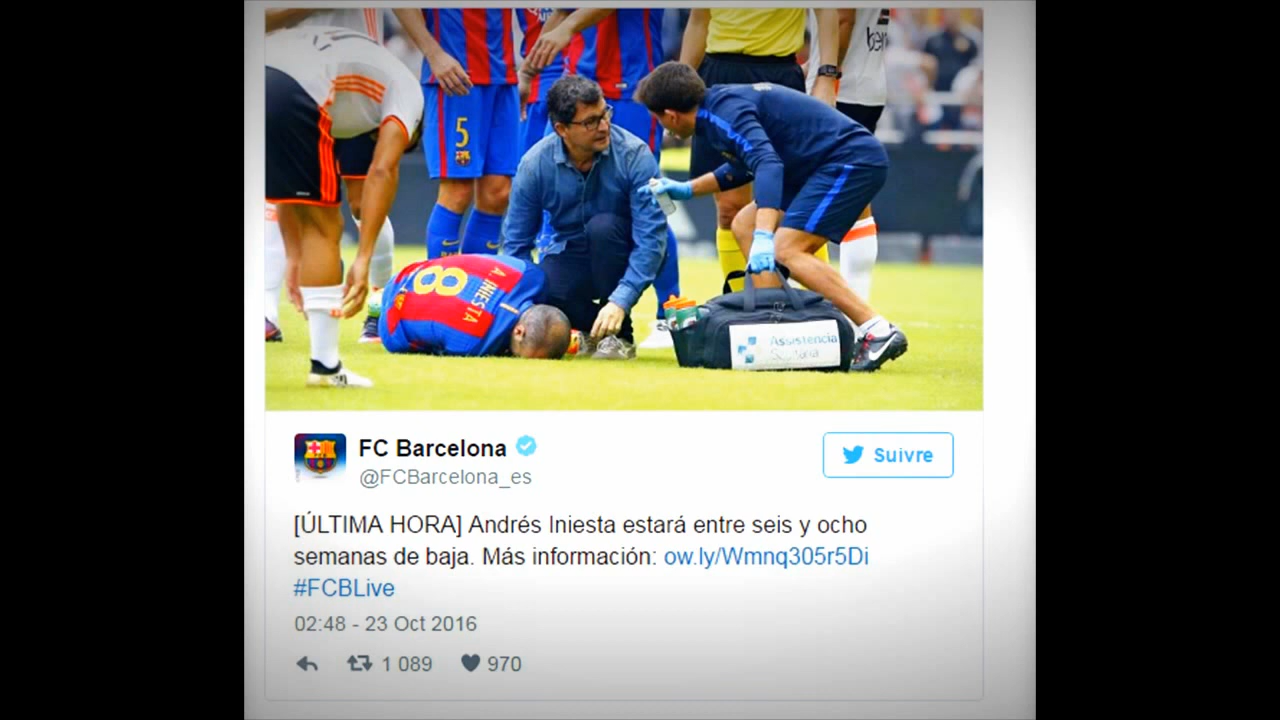 5
8
A. INIESTA
Assistència
FC Barcelona
Suivre
@FCBarcelona_es
[ÚLTIMA HORA] Andrés Iniesta estará entre seis y ocho
semanas de baja. Más información: ow.ly/Wmnq305r5Di
#FCBLive
02:48 - 23 Oct 2016
1 089
970